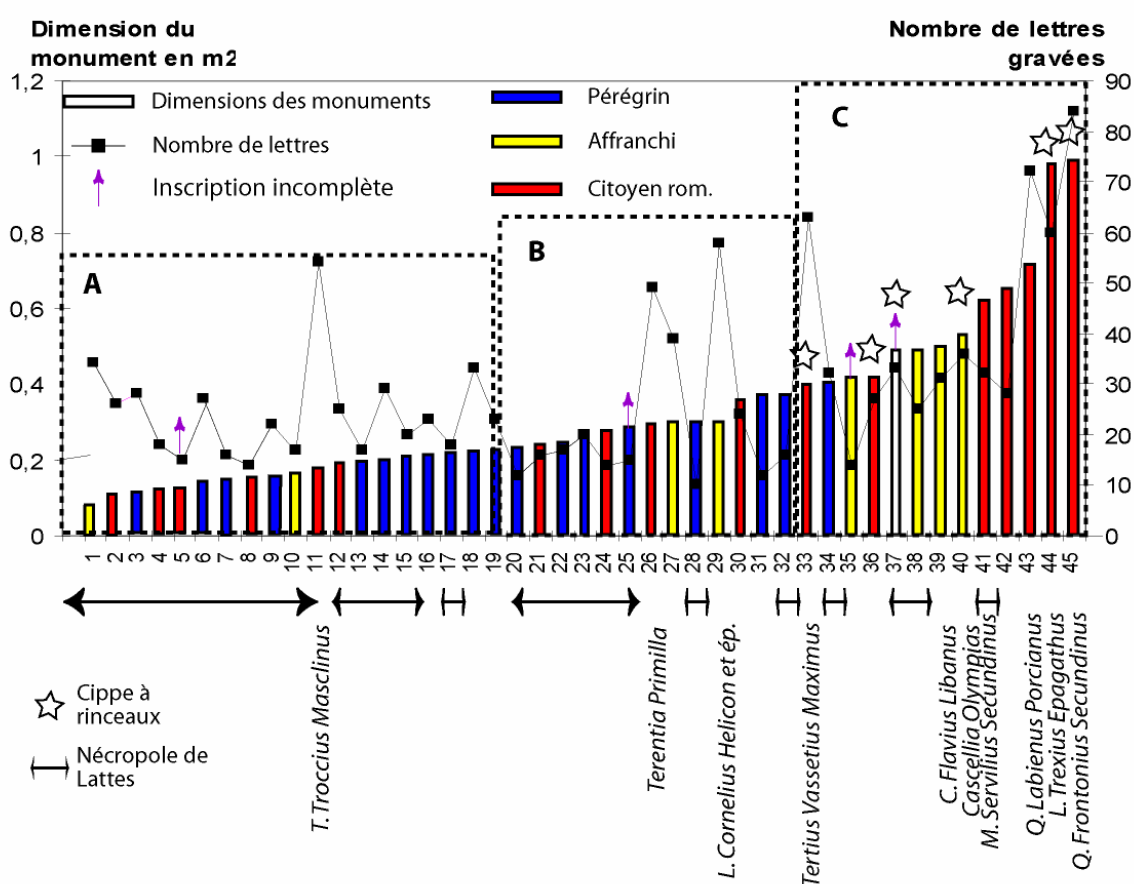 Dimension du
monument en m2
Nombre de lettres
gravées
1,2
1
0,8
0,6
0,4
0,2
0
90
80
70
60
50
40
30
20
10
0
Dimensions des monuments
Nombre de lettres
Inscription incomplète
Pérégrin
Affranchi
Citoyen rom.
A
B
C
1 2 3 4 5 6 7 8 9 10 11 12 13 14 15 16 17 18 19 20 21 22 23 24 25 26 27 28 29 30 31 32 33 34 35 36 37 38 39 40 41 42 43 44 45
T. Troccius Masclinus
Terentia Primilla
L. Cornelius Helicon et ép.
Tertius Vassetius Maximus
C. Flavius Libanus
Cascellia Olympias
M. Servilius Secundinus
Q. Labienus Porcianus
L. Trexius Epagathus
Q. Frontonius Secundinus
Cippe à
rinceaux
Nécropole de
Lattes